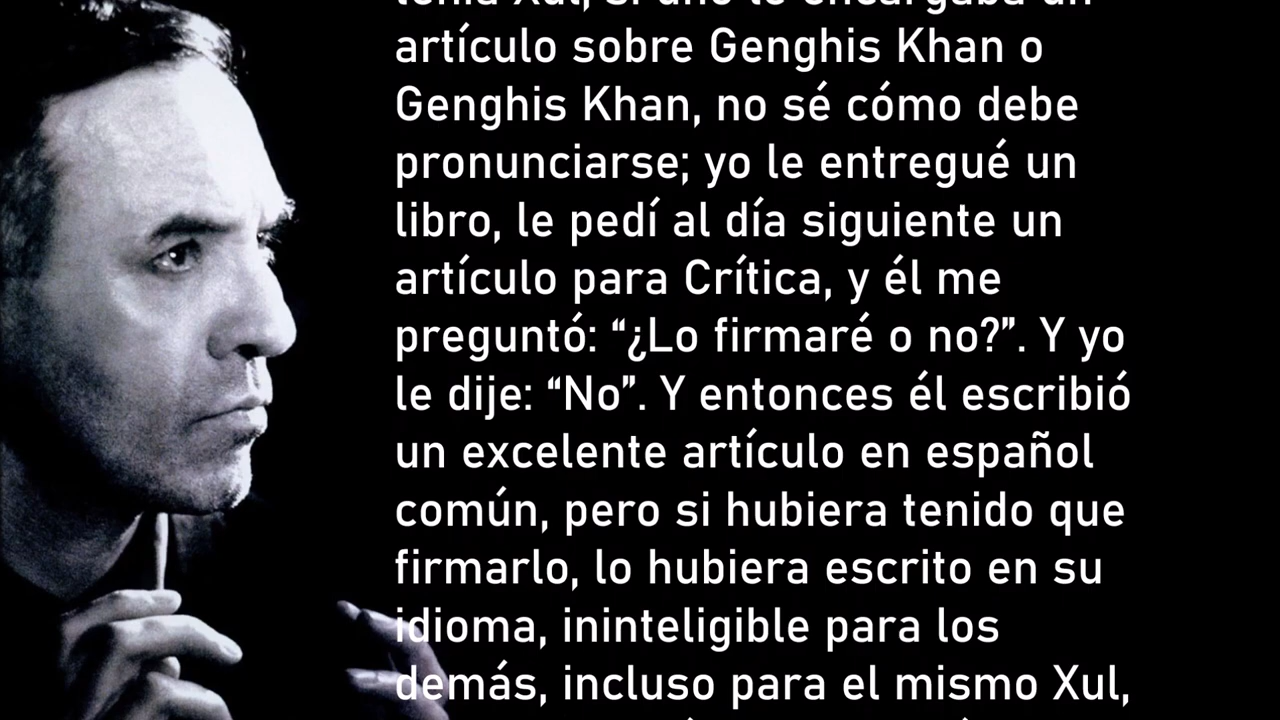 artículo sobre Genghis Khan o
Genghis Khan, no sé cómo debe
pronunciarse; yo le entregué un
libro, le pedí al día siguiente un
artículo para Crítica, y él me
preguntó: “¿Lo firmaré o no?”. Y yo
le dije: “No”. Y entonces él escribió
un excelente artículo en español
común, pero si hubiera tenido que
firmarlo, lo hubiera escrito en su
idioma, ininteligible para los
demás, incluso para el mismo Xul,